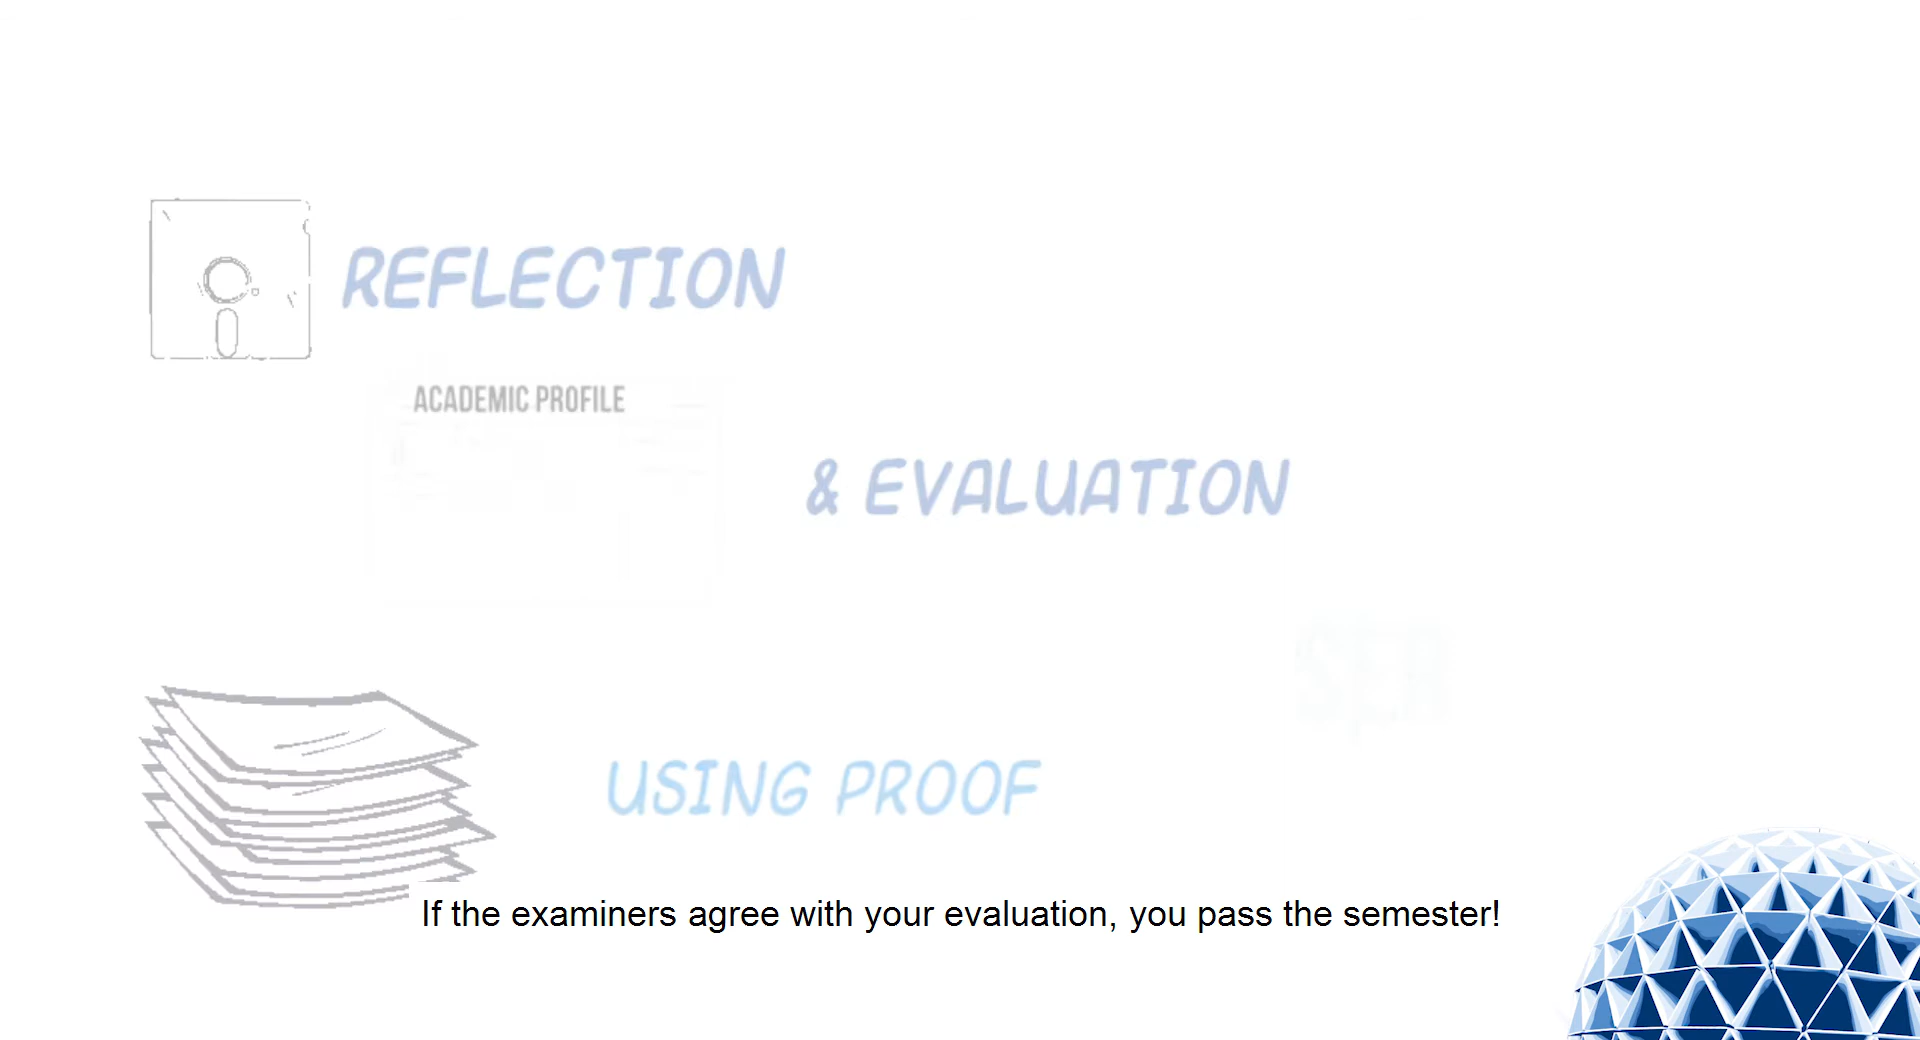 REFLECTION
ACADEMIC PROFILE
& EVALUATION
USING PROOF
If the examiners agree with your evaluation, you pass the semester!